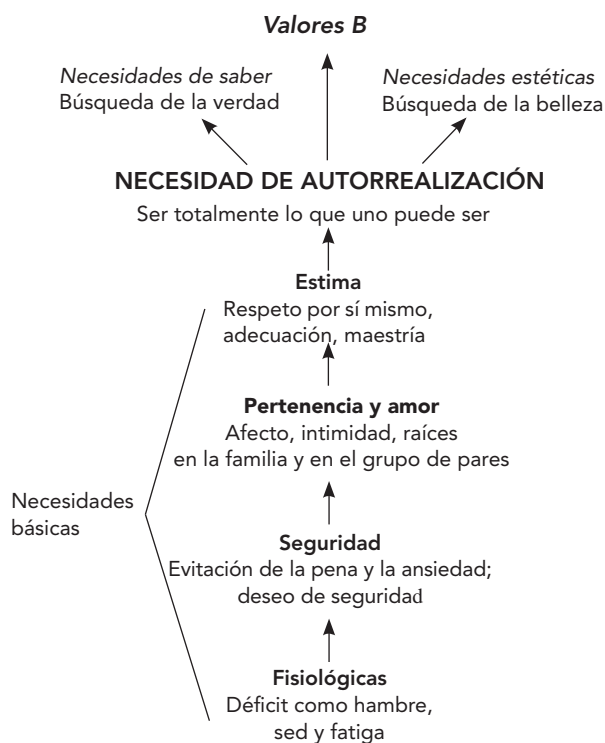 Valores B
Necesidades de saber
Búsqueda de la verdad
Necesidades estéticas
Búsqueda de la belleza
NECESIDAD DE AUTORREALIZACIÓN
Ser totalmente lo que uno puede ser
Estima
Respeto por sí mismo,
adecuación, maestría
Pertenencia y amor
Afecto, intimidad, raíces
en la familia y en el grupo de pares
Necesidades
básicas
Seguridad
Evitación de la pena y la ansiedad;
deseo de seguridad
Fisiológicas
Déficit como hambre,
sed y fatiga